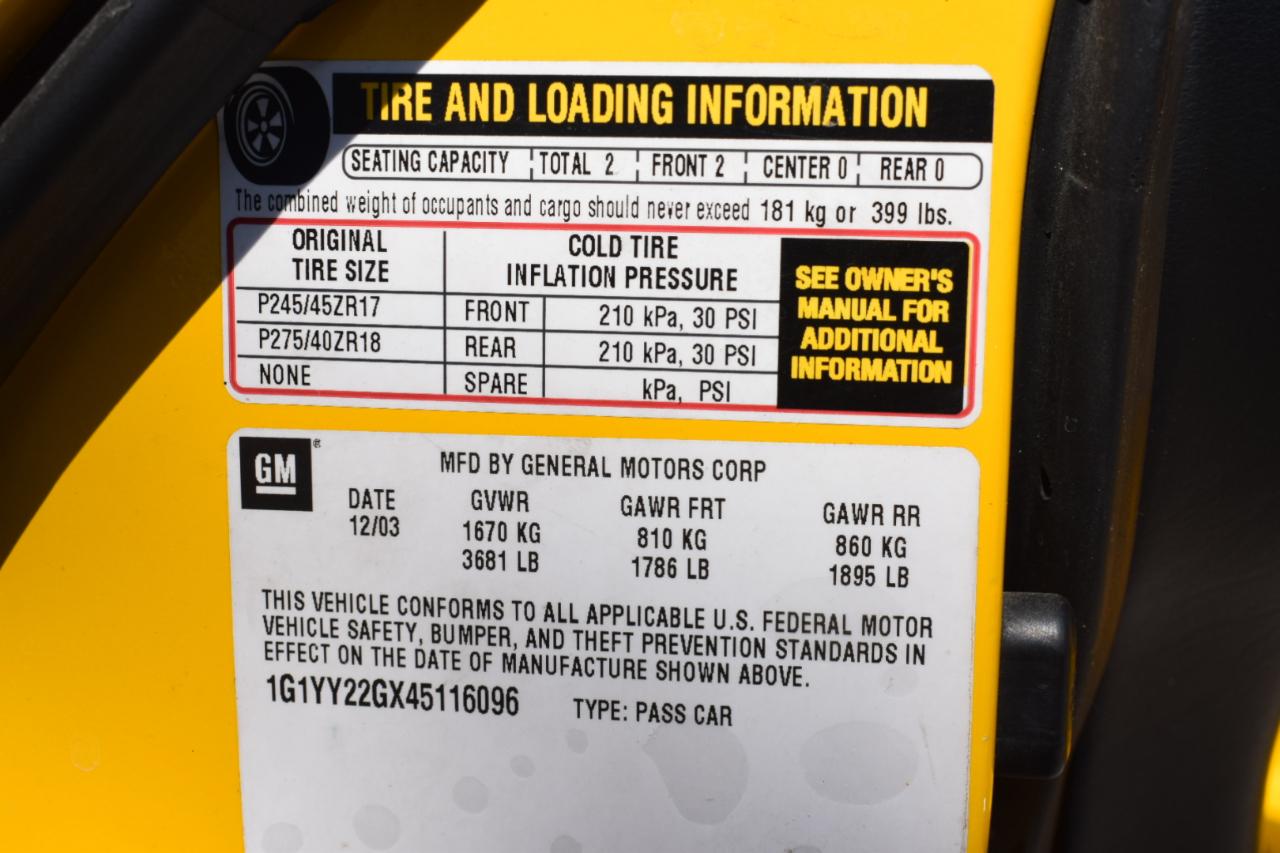 TIRE AND LOADING INFORMATION
SEATING CAPACITY TOTAL 2 FRONT 2 CENTER 0 REAR 0
The combined weight of occupants and cargo should never exceed 181 kg or 399 lbs.
ORIGINAL TIRE SIZE
COLD TIRE INFLATION PRESSURE
P245/45ZR17 FRONT 210 kPa, 30 PSI
P275/40ZR18 REAR 210 kPa, 30 PSI
NONE SPARE kPa, PSI
SEE OWNER'S
MANUAL FOR
ADDITIONAL
INFORMATION
GM ®
MFD BY GENERAL MOTORS CORP
DATE GVWR GAWR FRT GAWR RR
12/03 1670 KG 810 KG 860 KG
3681 LB 1786 LB 1895 LB
THIS VEHICLE CONFORMS TO ALL APPLICABLE U.S. FEDERAL MOTOR
VEHICLE SAFETY, BUMPER, AND THEFT PREVENTION STANDARDS IN
EFFECT ON THE DATE OF MANUFACTURE SHOWN ABOVE.
1G1YY22GX45116096 TYPE: PASS CAR